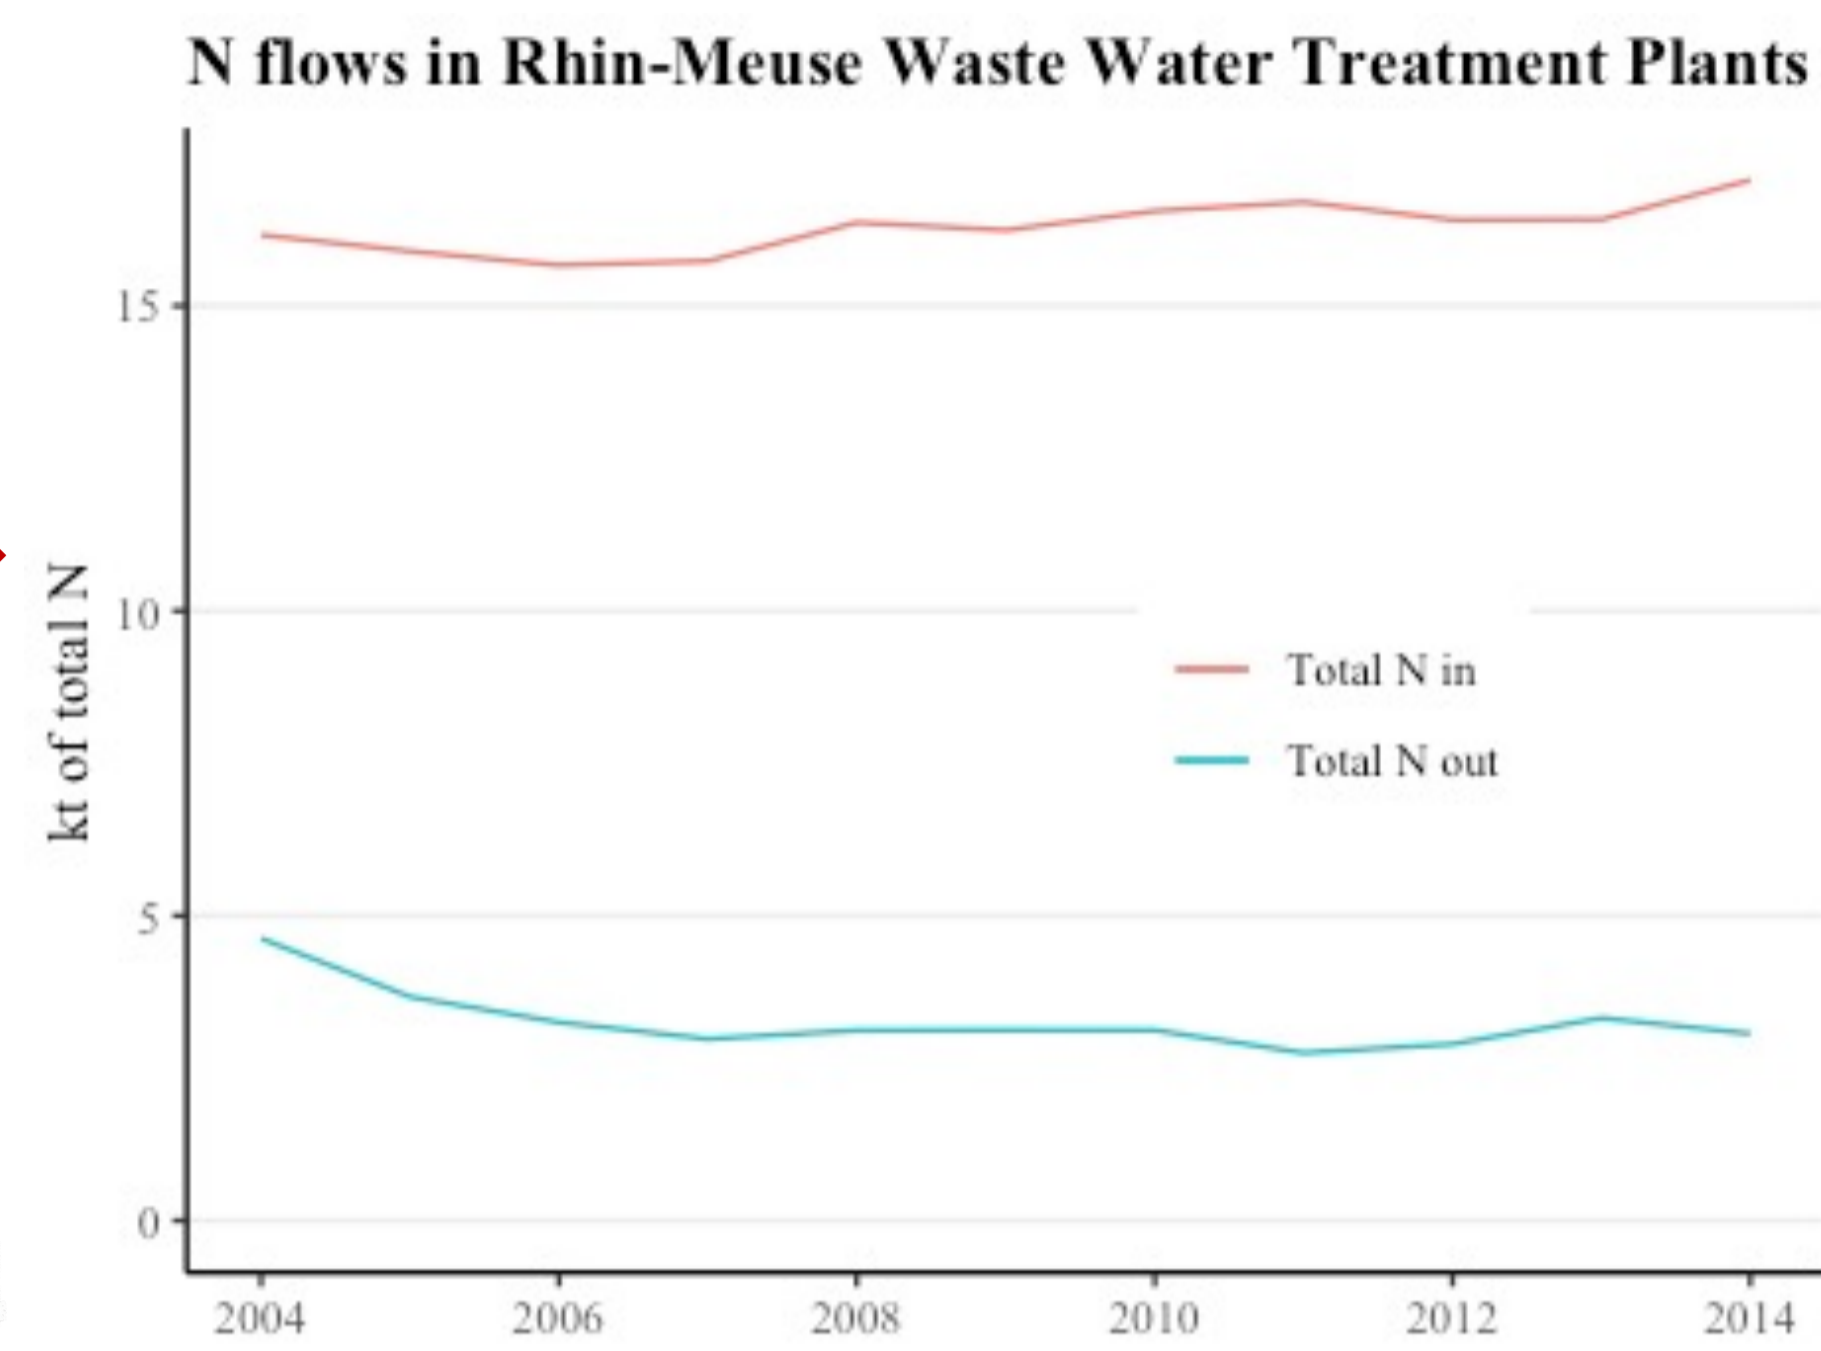 N flows in Rhin-Meuse Waste Water Treatment Plants
kt of total N
15
10
5
0
Total N in
Total N out
2004 2006 2008 2010 2012 2014